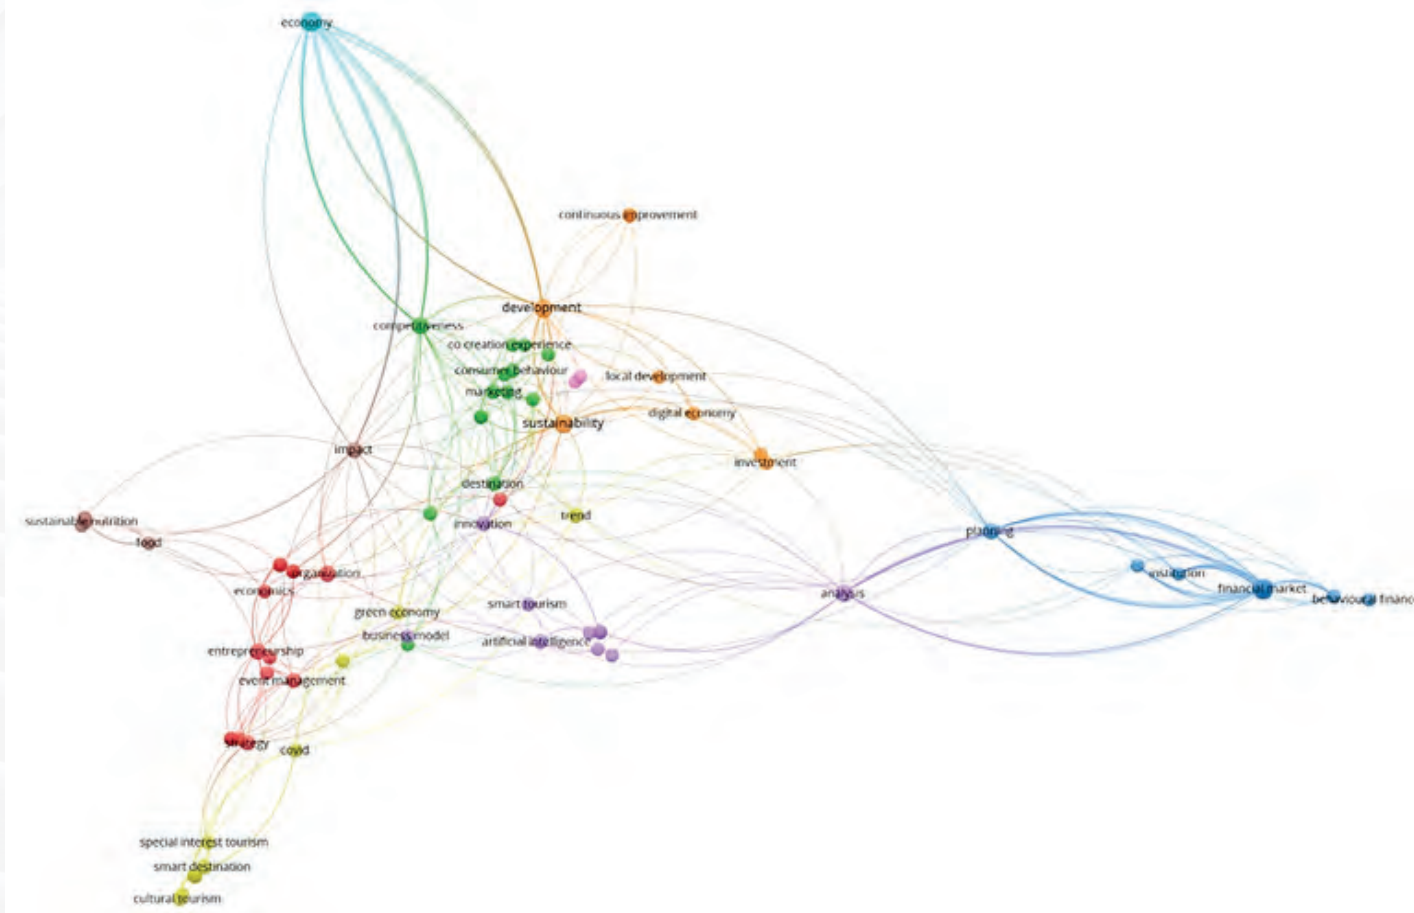 economy
continuous improvement
development
competitiveness
co creation experience
consumer behaviour
local development
marketing
digital economy
sustainability
impact
investment
destination
trend
sustainable nutrition
innovation
planning
food
organization
institution
economics
financial market
analysis
behavioural finance
smart tourism
green economy
business model
artificial intelligence
entrepreneurship
event management
strategy
covid
special interest tourism
smart destination
cultural tourism